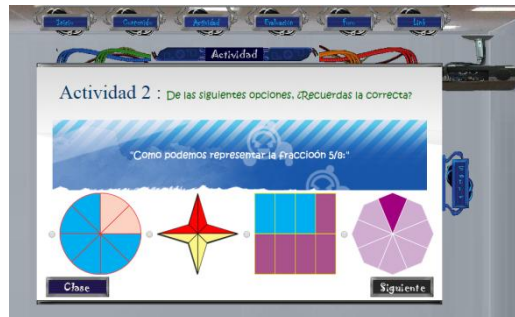 Inicio Contenido Actividad Evaluación Foro Link
Actividad
Actividad 2 : De las siguientes opciones, ¿Recuerdas la correcta?
"Como podemos representar la fraccioón 5/8:"
Clase Siguiente